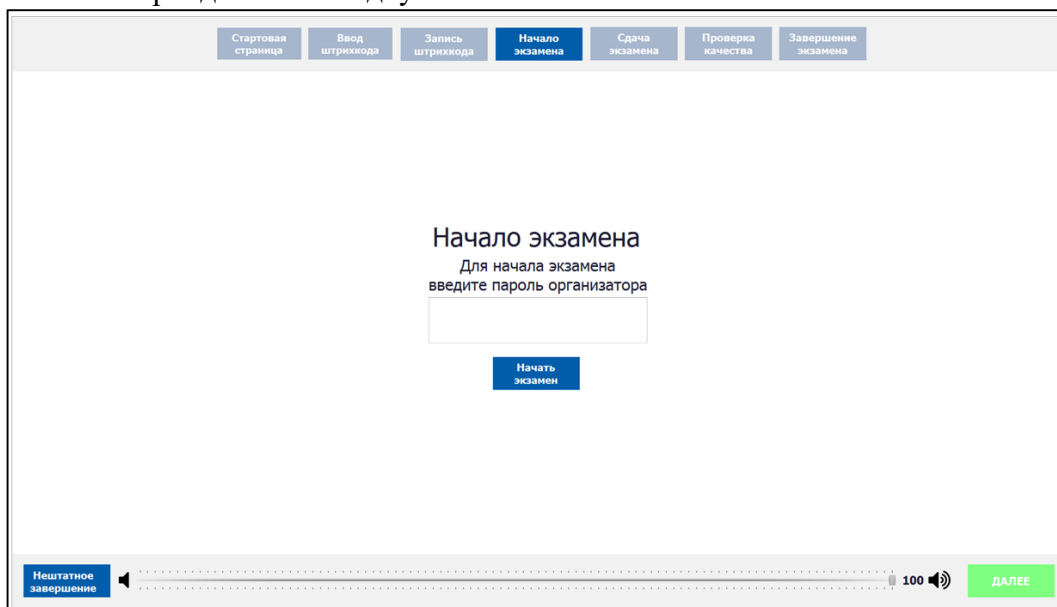 Стартовая
страница
Ввод
штрихкода
Запись
штрихкода
Начало
экзамена
Сдача
экзамена
Проверка
качества
Завершение
экзамена
Начало экзамена
Для начала экзамена
введите пароль организатора
Начать
экзамен
Нештатное
завершение
100
ДАЛЕЕ